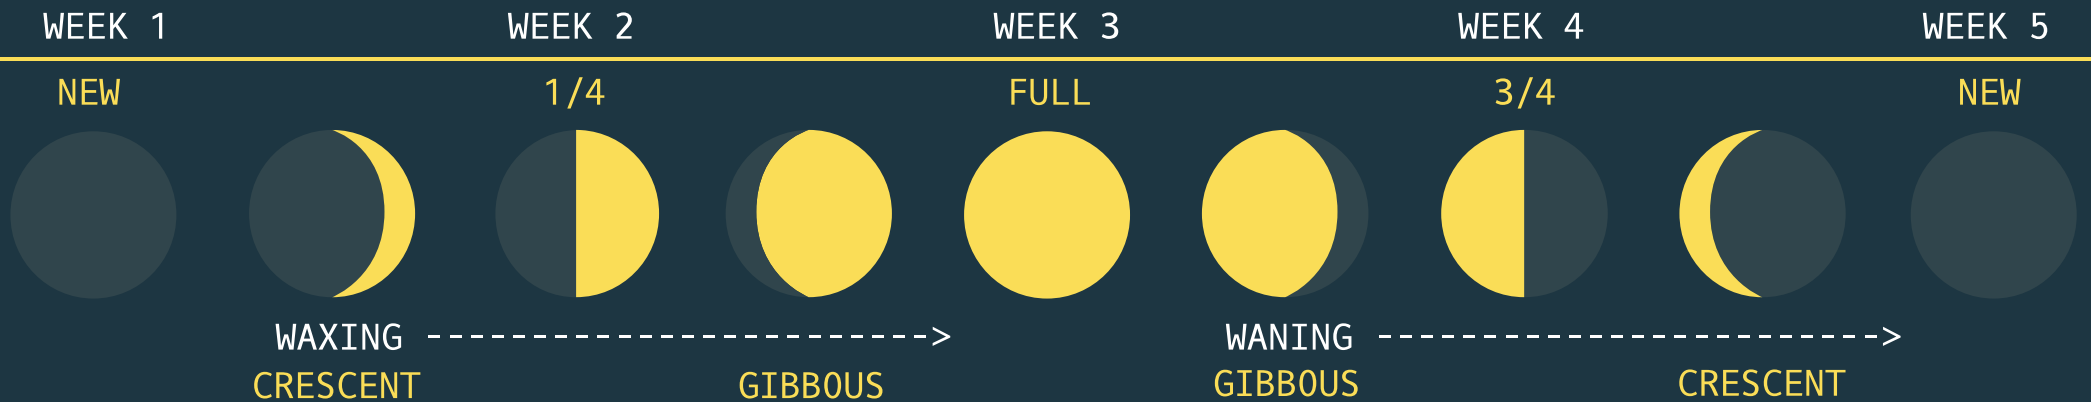 WEEK 1 WEEK 2 WEEK 3 WEEK 4 WEEK 5
NEW 1/4 FULL 3/4 NEW
WAXING ------------------------> WANING ------------------------>
CRESCENT GIBBOUS GIBBOUS CRESCENT